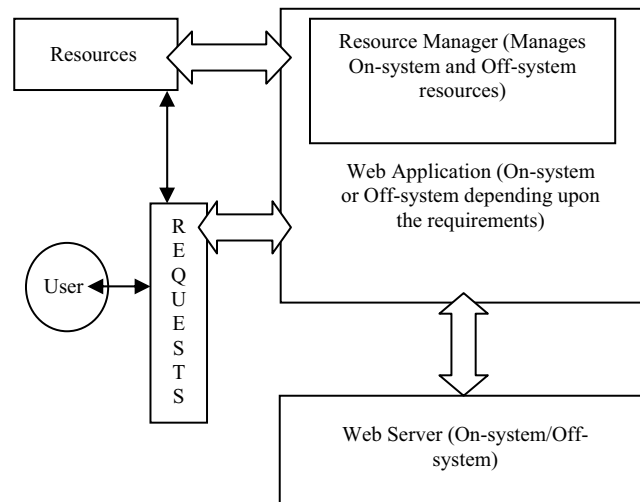 Resources
Resource Manager (Manages
On-system and Off-system
resources)
Web Application (On-system
or Off-system depending upon
the requirements)
R
E
Q
U
E
S
T
S
User
Web Server (On-system/Off-
system)